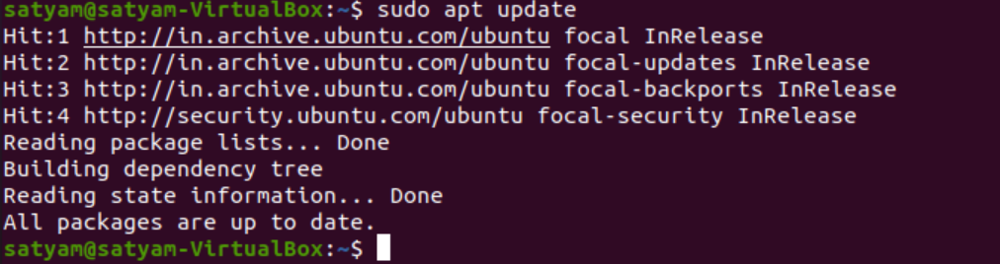 satyam@satyam-VirtualBox:~$ sudo apt update
Hit:1 http://in.archive.ubuntu.com/ubuntu focal InRelease
Hit:2 http://in.archive.ubuntu.com/ubuntu focal-updates InRelease
Hit:3 http://in.archive.ubuntu.com/ubuntu focal-backports InRelease
Hit:4 http://security.ubuntu.com/ubuntu focal-security InRelease
Reading package lists... Done
Building dependency tree
Reading state information... Done
All packages are up to date.
satyam@satyam-VirtualBox:~$